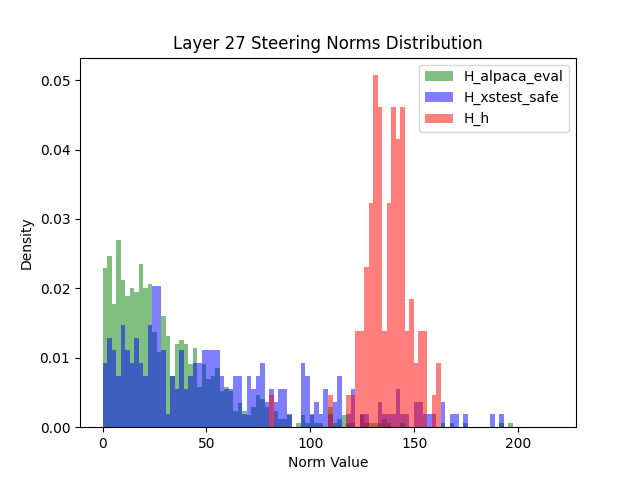 Layer 27 Steering Norms Distribution
H_alpaca_eval
H_xstest_safe
H_h
Density
0.05
0.04
0.03
0.02
0.01
0.00
0
50
100
150
200
Norm Value